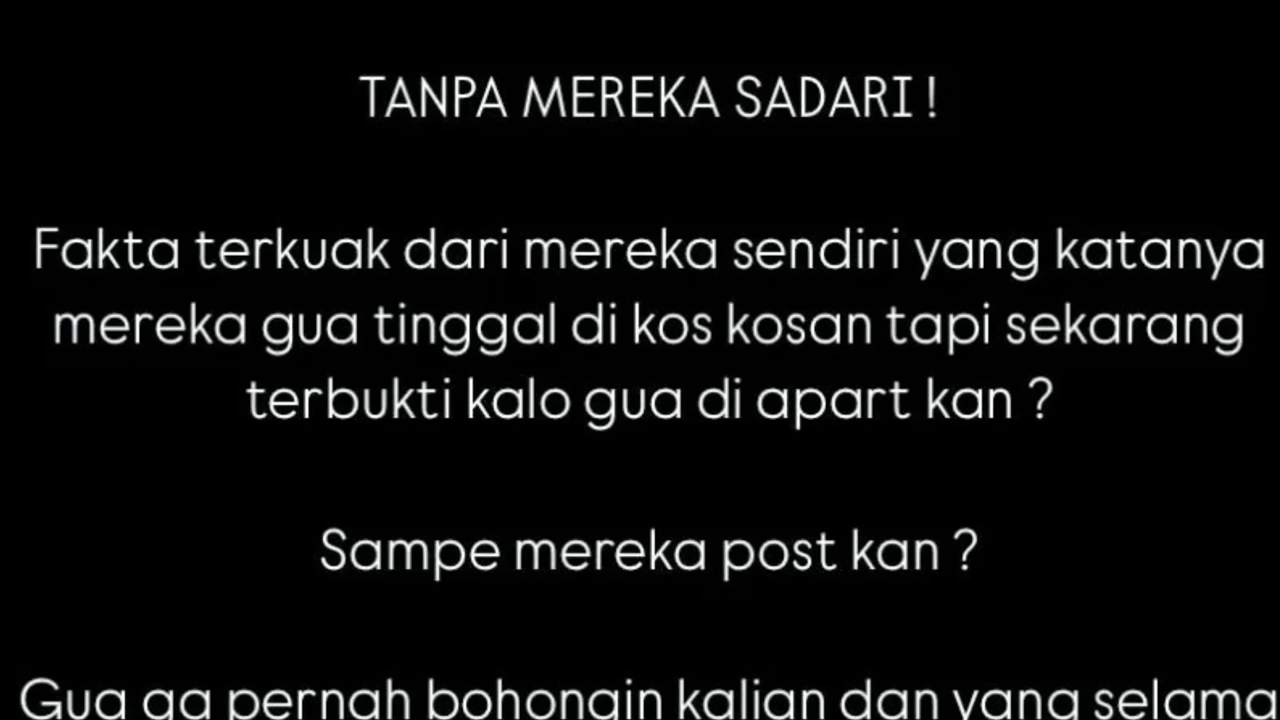 TANPA MEREKA SADARI !
Fakta terkuak dari mereka sendiri yang katanya
mereka gua tinggal di kos kosan tapi sekarang
terbukti kalo gua di apart kan ?
Sampe mereka post kan ?
Gua ga pernah bohongin kalian dan yang selama